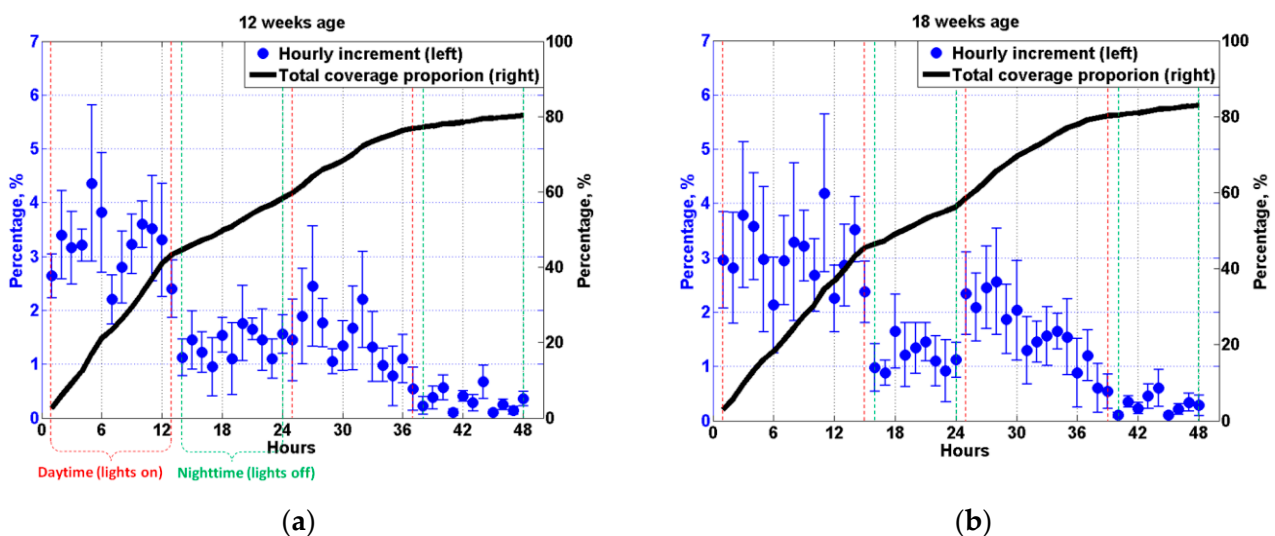 12 weeks age
7
6
5
4
3
2
1
0
Percentage, %
100
80
60
40
20
0
Percentage, %
Hourly increment (left)
Total coverage proporion (right)
0 6 12 18 24 30 36 42 48
Hours
Daytime (lights on) Nighttime (lights off)
(a)
18 weeks age
7
6
5
4
3
2
1
0
Percentage, %
100
80
60
40
20
0
Percentage, %
Hourly increment (left)
Total coverage proporion (right)
0 6 12 18 24 30 36 42 48
Hours
(b)